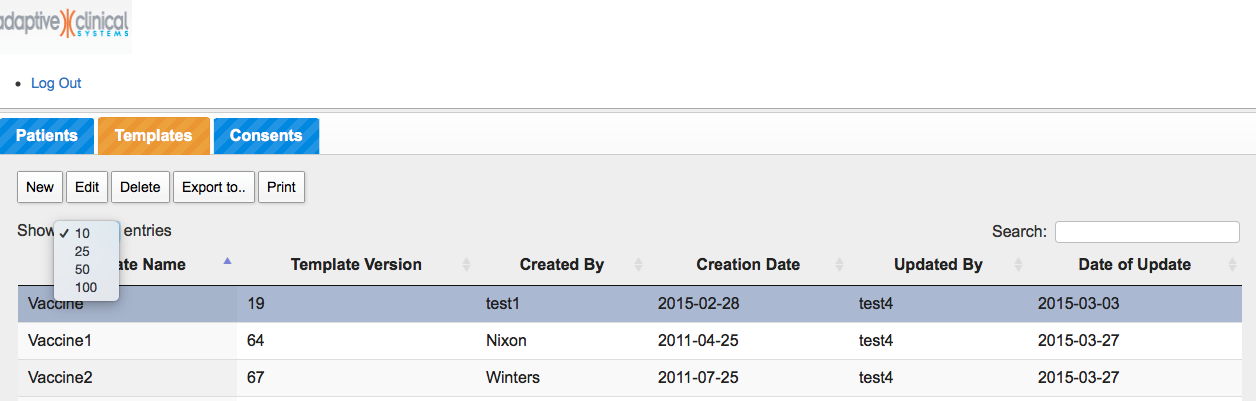 adaptive clinical
SYSTEMS
Log Out
Patients Templates Consents
New Edit Delete Export to.. Print
Show entries Search:
✓ 10
25
50
100
ate Name Template Version Created By Creation Date Updated By Date of Update
Vaccine 19 test1 2015-02-28 test4 2015-03-03
Vaccine1 64 Nixon 2011-04-25 test4 2015-03-27
Vaccine2 67 Winters 2011-07-25 test4 2015-03-27